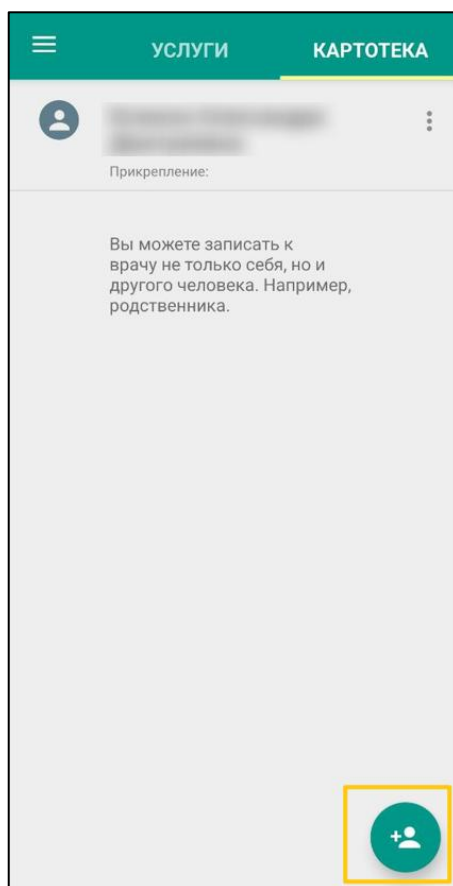 УСЛУГИ КАРТОТЕКА
Прикрепление:
Вы можете записать к
врачу не только себя, но и
другого человека. Например,
родственника.